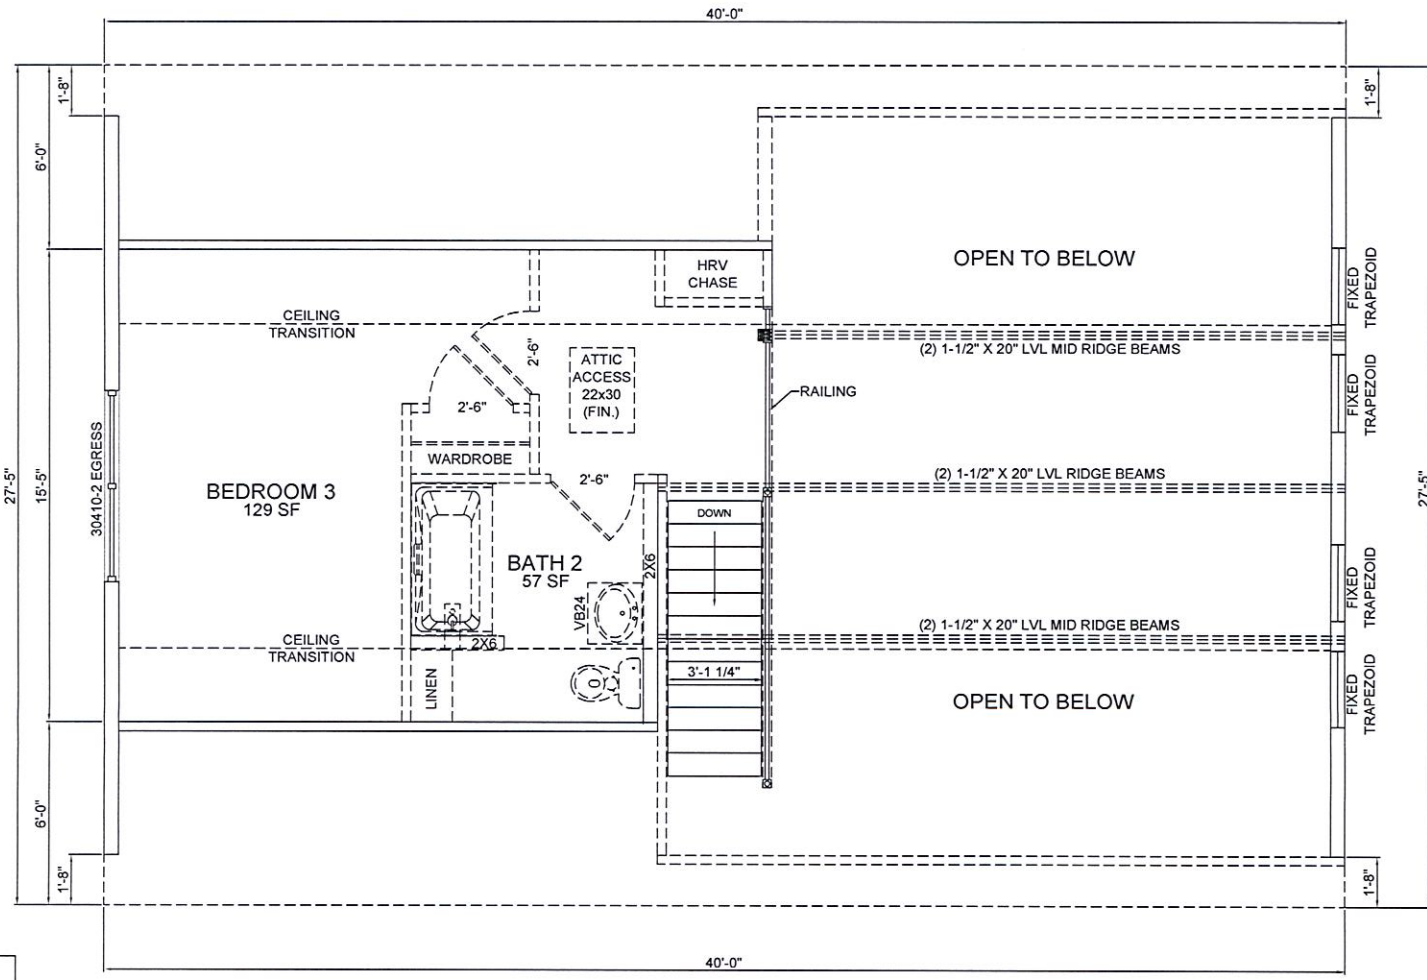 40'-0"
1'-8"
1'-8"
6'-0"
HRV
CHASE
OPEN TO BELOW
FIXED
TRAPEZOID
CEILING
TRANSITION
2'-6"
(2) 1-1/2" X 20" LVL MID RIDGE BEAMS
ATTIC
ACCESS
22x30
(FIN.)
RAILING
FIXED
TRAPEZOID
2'-6"
WARDROBE
30410-2 EGRESS
27'-5"
15'-5"
BEDROOM 3
129 SF
2'-6"
(2) 1-1/2" X 20" LVL RIDGE BEAMS
27'-5"
DOWN
BATH 2
57 SF
2X6
VB24
FIXED
TRAPEZOID
(2) 1-1/2" X 20" LVL MID RIDGE BEAMS
CEILING
TRANSITION
2X6
LINEN
3'-1 1/4"
OPEN TO BELOW
FIXED
TRAPEZOID
6'-0"
1'-8"
1'-8"
40'-0"